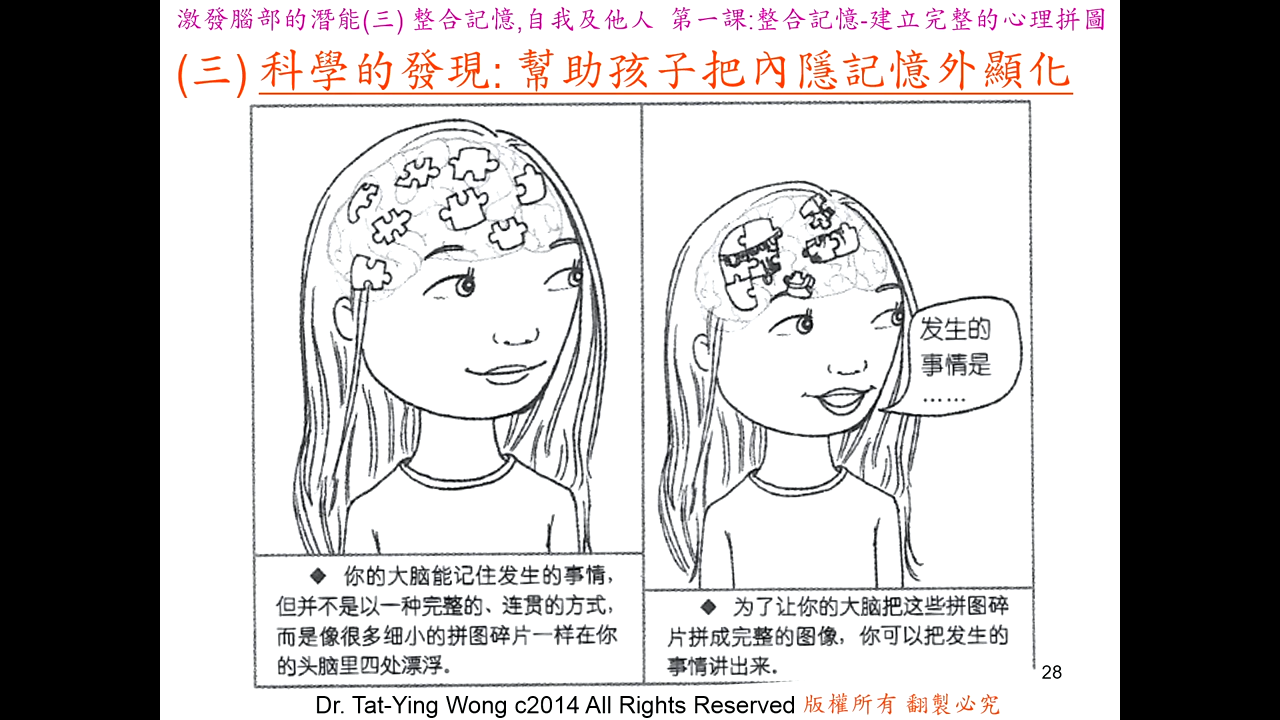 激發腦部的潛能(三) 整合記憶,自我及他人 第一課:整合記憶-建立完整的心理拼圖
(三) 科學的發現: 幫助孩子把內隱記憶外顯化
发生的
事情是
……
◆ 你的大脑能记住发生的事情，
但并不是以一种完整的、连贯的方式，
而是像很多细小的拼图碎片一样在你
的头脑里四处漂浮。
◆ 为了让你的大脑把这些拼图碎
片拼成完整的图像，你可以把发生的
事情讲出来。
28
Dr. Tat-Ying Wong c2014 All Rights Reserved 版權所有 翻製必究